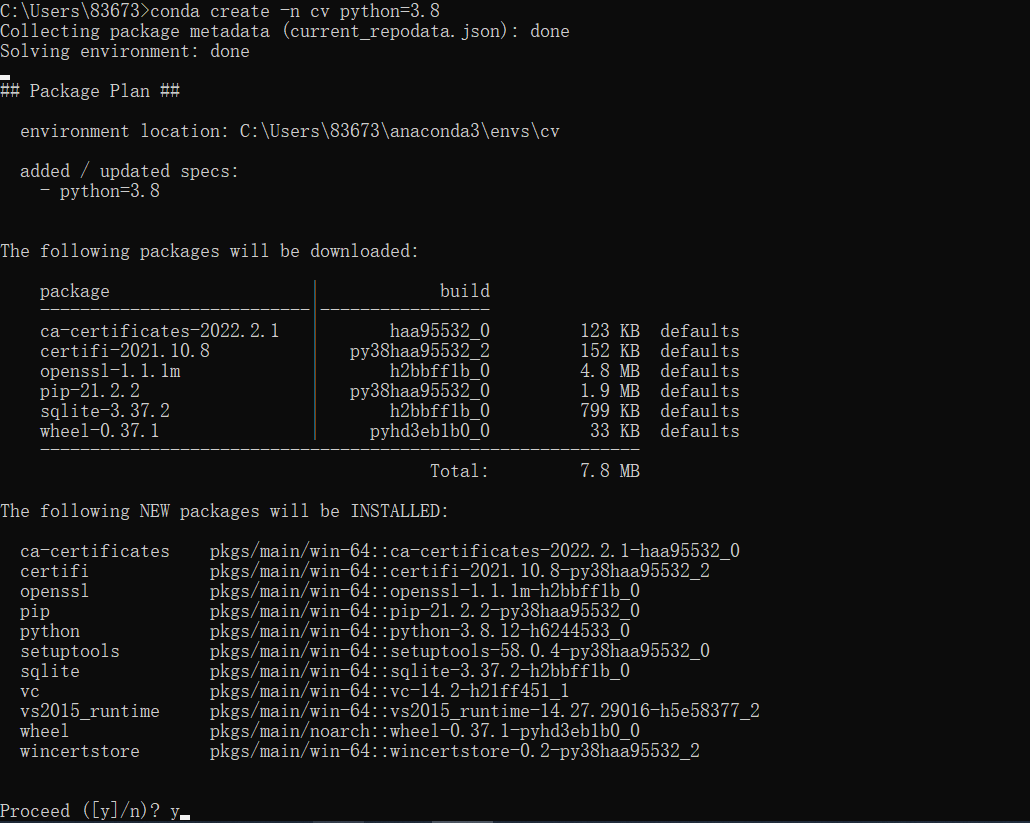 C:\Users\83673>conda create -n cv python=3.8
Collecting package metadata (current_repodata.json): done
Solving environment: done
## Package Plan ##
environment location: C:\Users\83673\anaconda3\envs\cv
added / updated specs:
- python=3.8
The following packages will be downloaded:
package | build
---------------------------|-----------------
ca-certificates-2022.2.1 | haa95532_0 123 KB defaults
certifi-2021.10.8 | py38haa95532_2 152 KB defaults
openssl-1.1.1m | h2bbff1b_0 4.8 MB defaults
pip-21.2.2 | py38haa95532_0 1.9 MB defaults
sqlite-3.37.2 | h2bbff1b_0 799 KB defaults
wheel-0.37.1 | pyhd3eb1b0_0 33 KB defaults
------------------------------------------------------------
Total: 7.8 MB
The following NEW packages will be INSTALLED:
ca-certificates pkgs/main/win-64::ca-certificates-2022.2.1-haa95532_0
certifi pkgs/main/win-64::certifi-2021.10.8-py38haa95532_2
openssl pkgs/main/win-64::openssl-1.1.1m-h2bbff1b_0
pip pkgs/main/win-64::pip-21.2.2-py38haa95532_0
python pkgs/main/win-64::python-3.8.12-h6244533_0
setuptools pkgs/main/win-64::setuptools-58.0.4-py38haa95532_0
sqlite pkgs/main/win-64::sqlite-3.37.2-h2bbff1b_0
vc pkgs/main/win-64::vc-14.2-h21ff451_1
vs2015_runtime pkgs/main/win-64::vs2015_runtime-14.27.29016-h5e58377_2
wheel pkgs/main/noarch::wheel-0.37.1-pyhd3eb1b0_0
wincertstore pkgs/main/win-64::wincertstore-0.2-py38haa95532_2
Proceed ([y]/n)? y